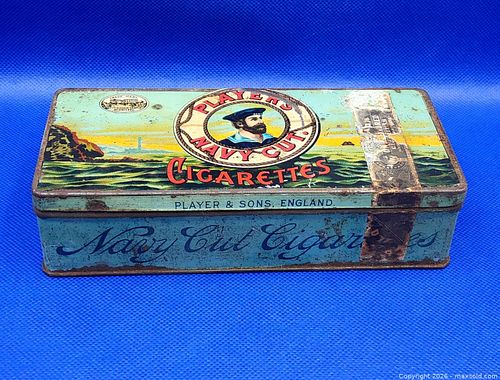 PLAYER'S
NAVY CUT.
CIGARETTES
PLAYER & SONS, ENGLAND.
Navy Cut Cigarettes
Copyright 2026 - maxsold.com